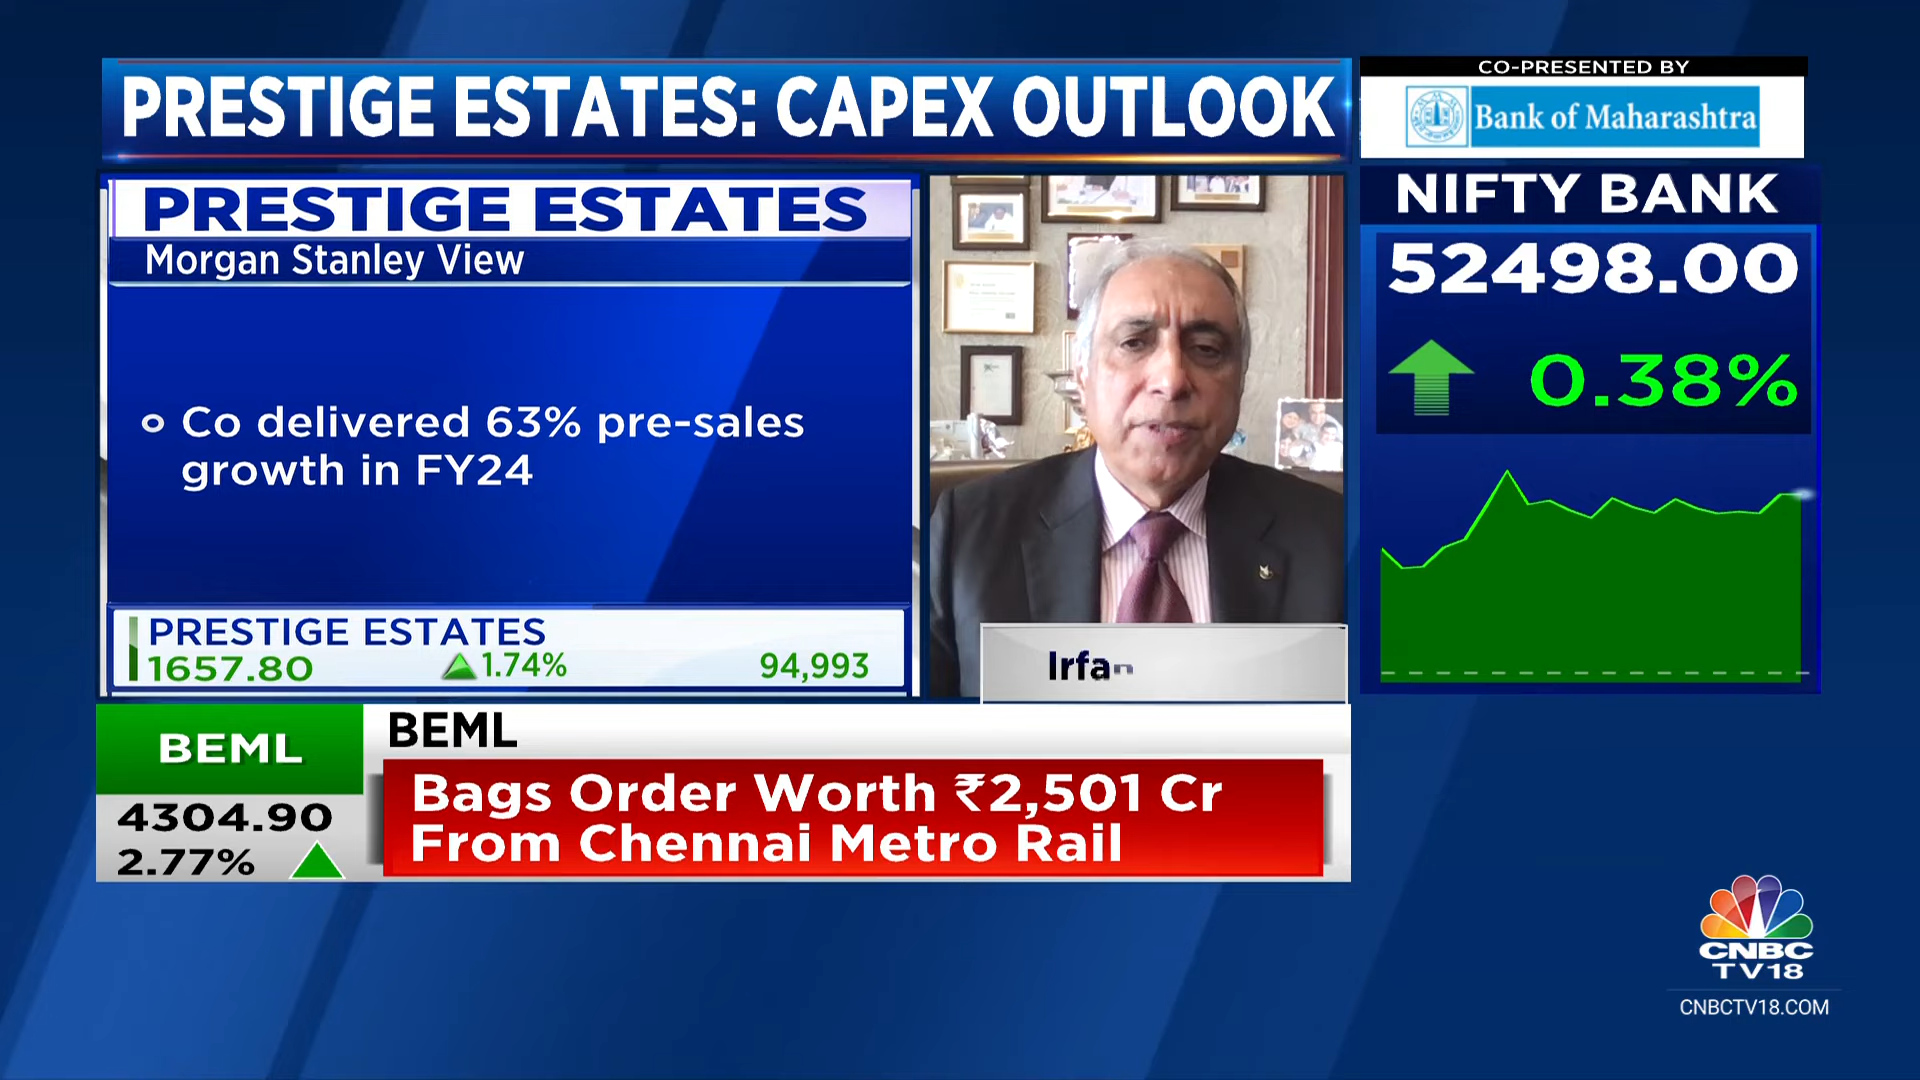 PRESTIGE ESTATES: CAPEX OUTLOOK
CO-PRESENTED BY
Bank of Maharashtra
PRESTIGE ESTATES
Morgan Stanley View
Co delivered 63% pre-sales
growth in FY24
PRESTIGE ESTATES
1657.80 1.74% 94,993
Irfan
NIFTY BANK
52498.00
0.38%
BEML
4304.90
2.77%
BEML
Bags Order Worth ₹2,501 Cr
From Chennai Metro Rail
CNBC
TV18
CNBCTV18.COM